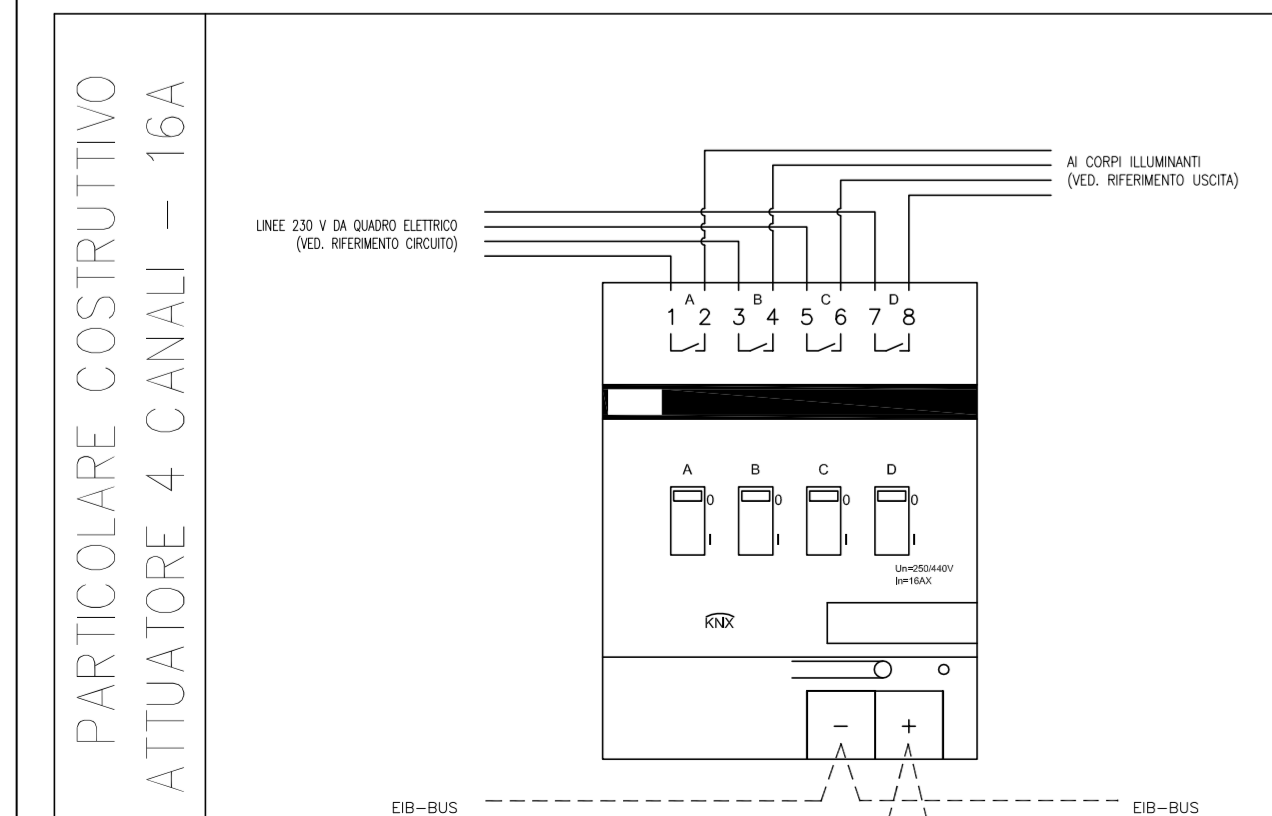 PARTICOLARE COSTRUTTIVO
ATTUATORE 4 CANALI - 16A
AI CORPI ILLUMINANTI
(VED. RIFERIMENTO USCITA)
LINEE 230 V DA QUADRO ELETTRICO
(VED. RIFERIMENTO CIRCUITO)
A B C D
1 2 3 4 5 6 7 8
A B C D
0 0 0 0
I I I I
Un=250/440V
In=16AX
KNX
- +
EIB-BUS EIB-BUS